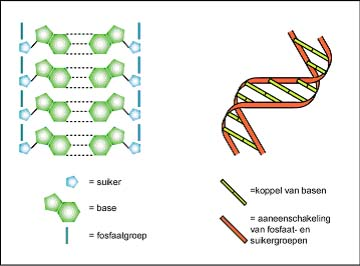 = suiker
= base
= fosfaatgroep
=koppel van basen
= aaneenschakeling
van fosfaat- en
suikergroepen